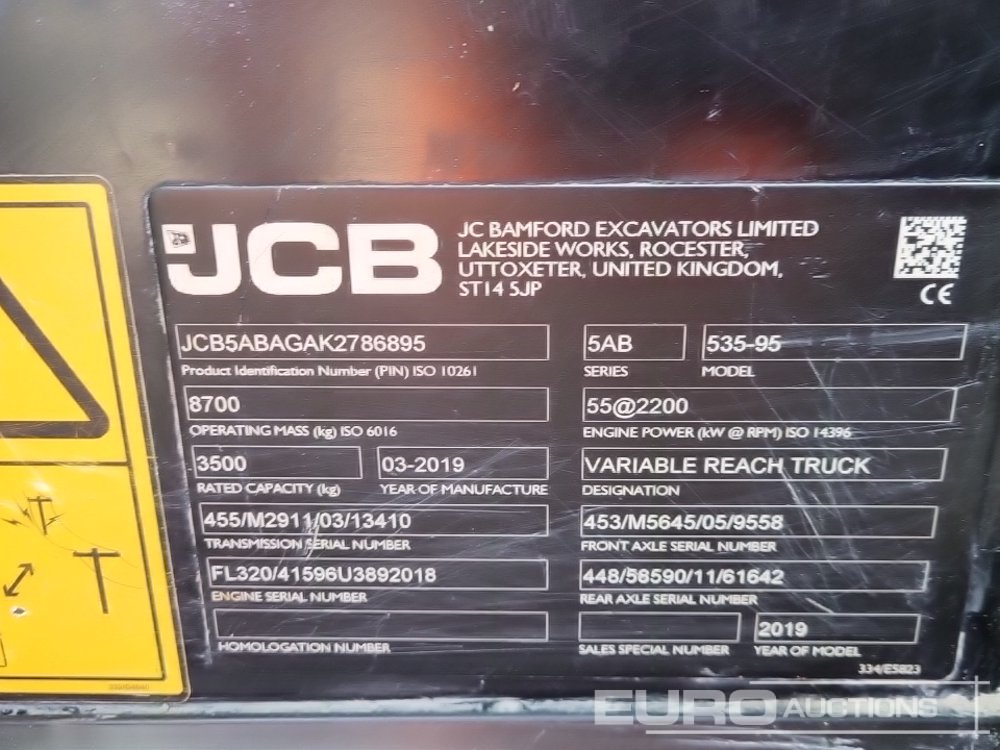 JCB
JC BAMFORD EXCAVATORS LIMITED
LAKESIDE WORKS, ROCESTER,
UTTOXETER, UNITED KINGDOM,
ST14 5JP
CE
JCB5ABAGAK2786895
Product Identification Number (PIN) ISO 10261
5AB
SERIES
535-95
MODEL
8700
OPERATING MASS (kg) ISO 6016
55@2200
ENGINE POWER (kW @ RPM) ISO 14396
3500
RATED CAPACITY (kg)
03-2019
YEAR OF MANUFACTURE
VARIABLE REACH TRUCK
DESIGNATION
455/M2911/03/13410
TRANSMISSION SERIAL NUMBER
453/M5645/05/9558
FRONT AXLE SERIAL NUMBER
FL320/41596U3892018
ENGINE SERIAL NUMBER
448/58590/11/61642
REAR AXLE SERIAL NUMBER
HOMOLOGATION NUMBER
SALES SPECIAL NUMBER
2019
YEAR OF MODEL
334/E5823
EURO AUCTIONS